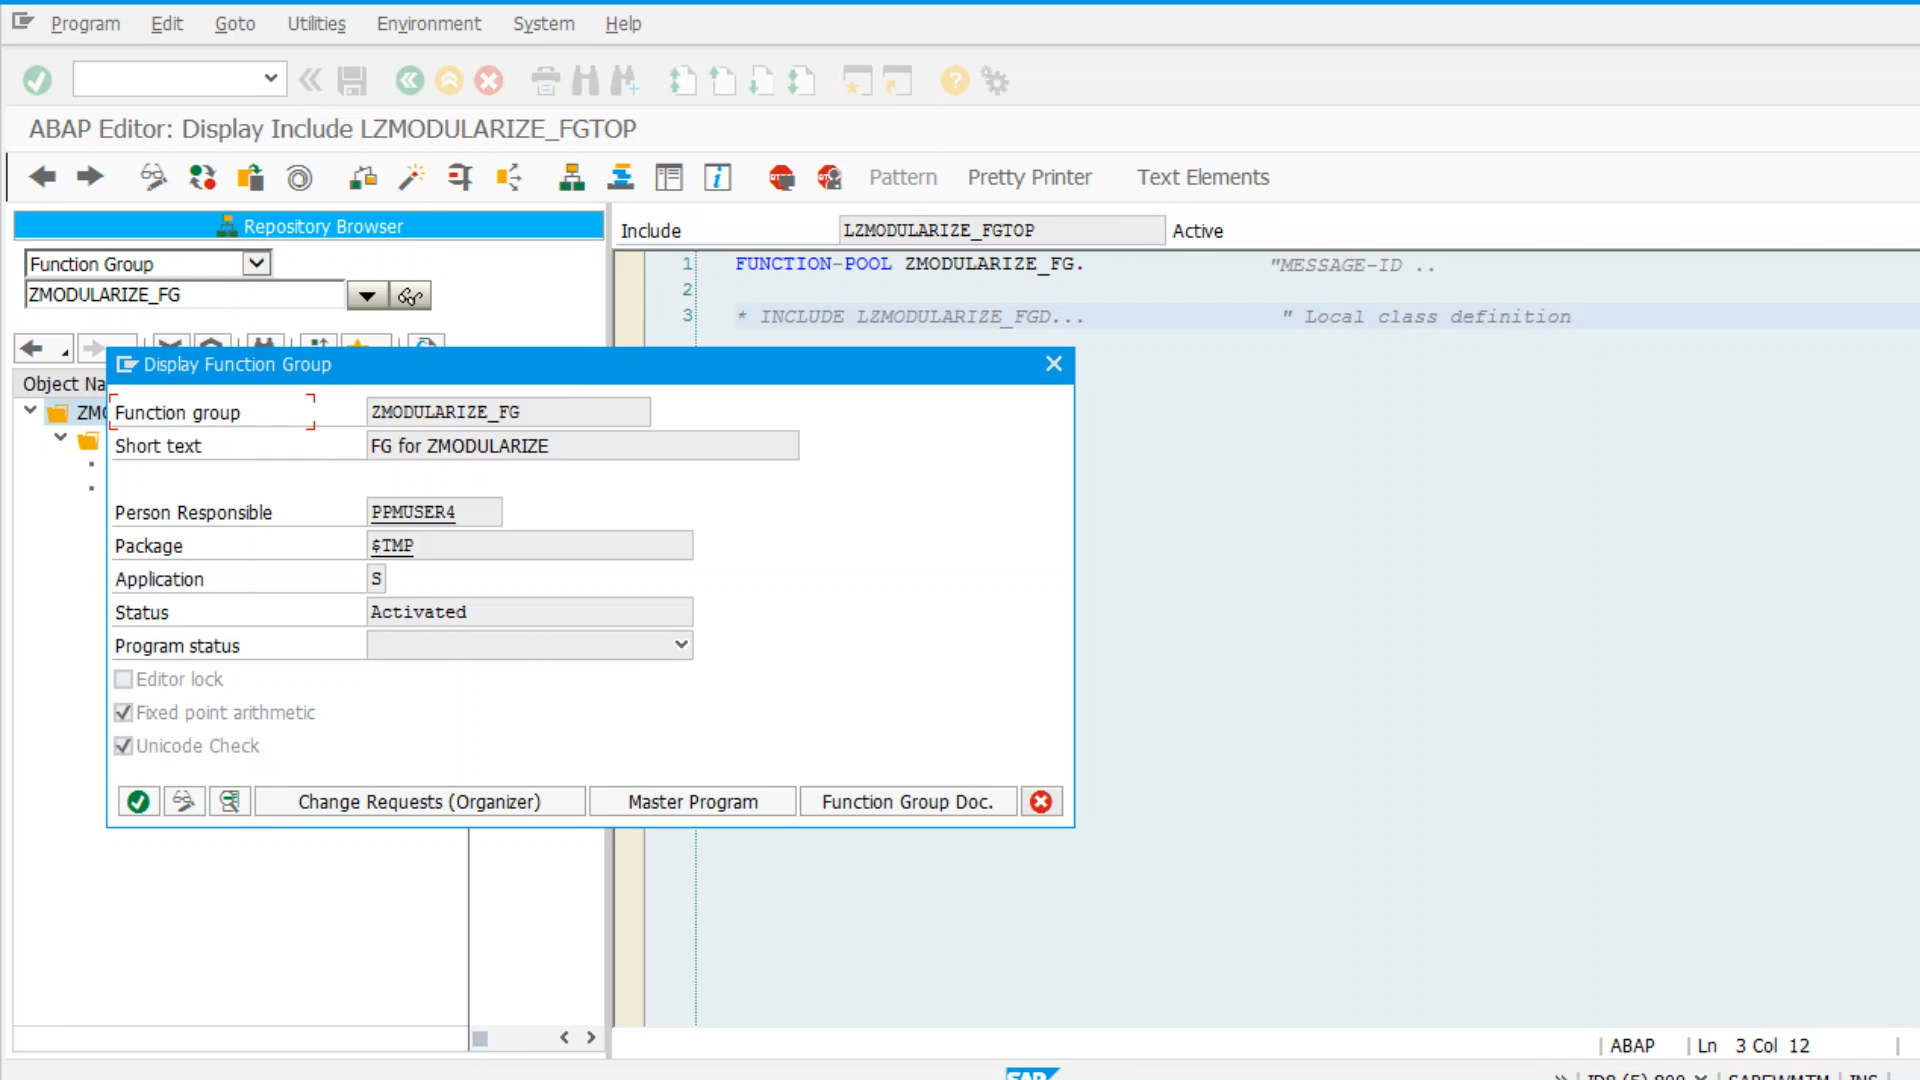 Program Edit Goto Utilities Environment System Help
ABAP Editor: Display Include LZMODULARIZE_FGTOP
Pattern Pretty Printer Text Elements
Repository Browser
Function Group
ZMODULARIZE_FG
Include LZMODULARIZE_FGTOP Active
1 FUNCTION-POOL ZMODULARIZE_FG. "MESSAGE-ID ..
2
3 * INCLUDE LZMODULARIZE_FGD... " Local class definition
Object Na
ZMO
Display Function Group
Function group ZMODULARIZE_FG
Short text FG for ZMODULARIZE
Person Responsible PPMUSER4
Package $TMP
Application S
Status Activated
Program status
Editor lock
Fixed point arithmetic
Unicode Check
Change Requests (Organizer) Master Program Function Group Doc.
ABAP Ln 3 Col 12
SAP